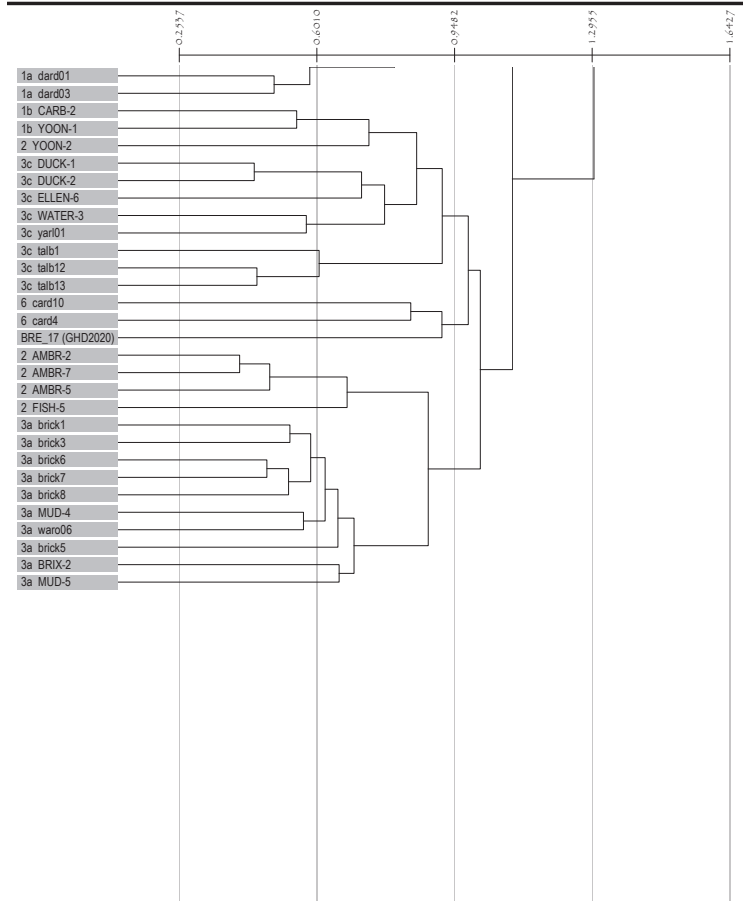 0.2537 0.6010 0.9482 1.2955 1.6427
1a dard01
1a dard03
1b CARB-2
1b YOON-1
2 YOON-2
3c DUCK-1
3c DUCK-2
3c ELLEN-6
3c WATER-3
3c yarl01
3c talb1
3c talb12
3c talb13
6 card10
6 card4
BRE_17 (GHD2020)
2 AMBR-2
2 AMBR-7
2 AMBR-5
2 FISH-5
3a brick1
3a brick3
3a brick6
3a brick7
3a brick8
3a MUD-4
3a waro06
3a brick5
3a BRIX-2
3a MUD-5